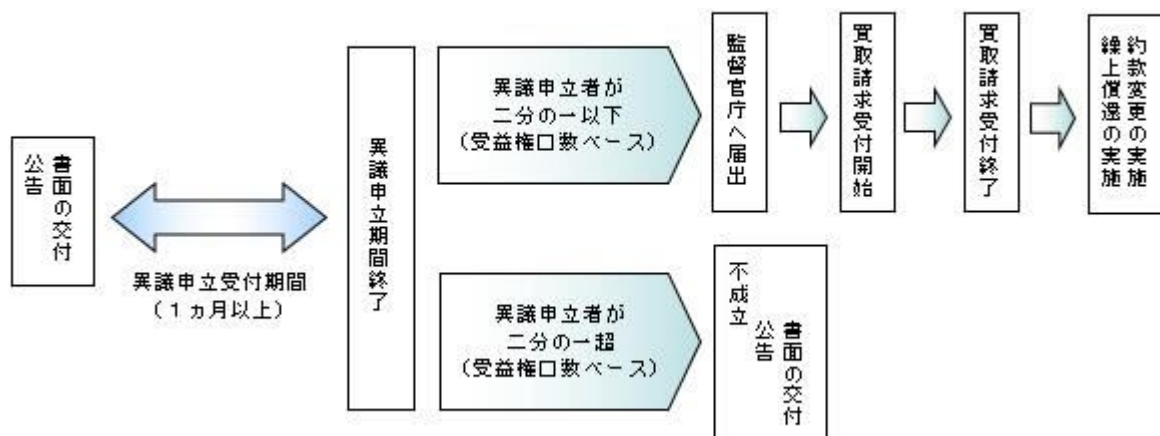 書面の交付
公告
異議申立受付期間
(1ヵ月以上)
異議申立期間終了
異議申立者が
二分の一以下
(受益権口数ベース)
監督官庁へ届出
買取請求受付開始
買取請求受付終了
約款変更の実施
繰上償還の実施
異議申立者が
二分の一超
(受益権口数ベース)
不成立
書面の交付
公告